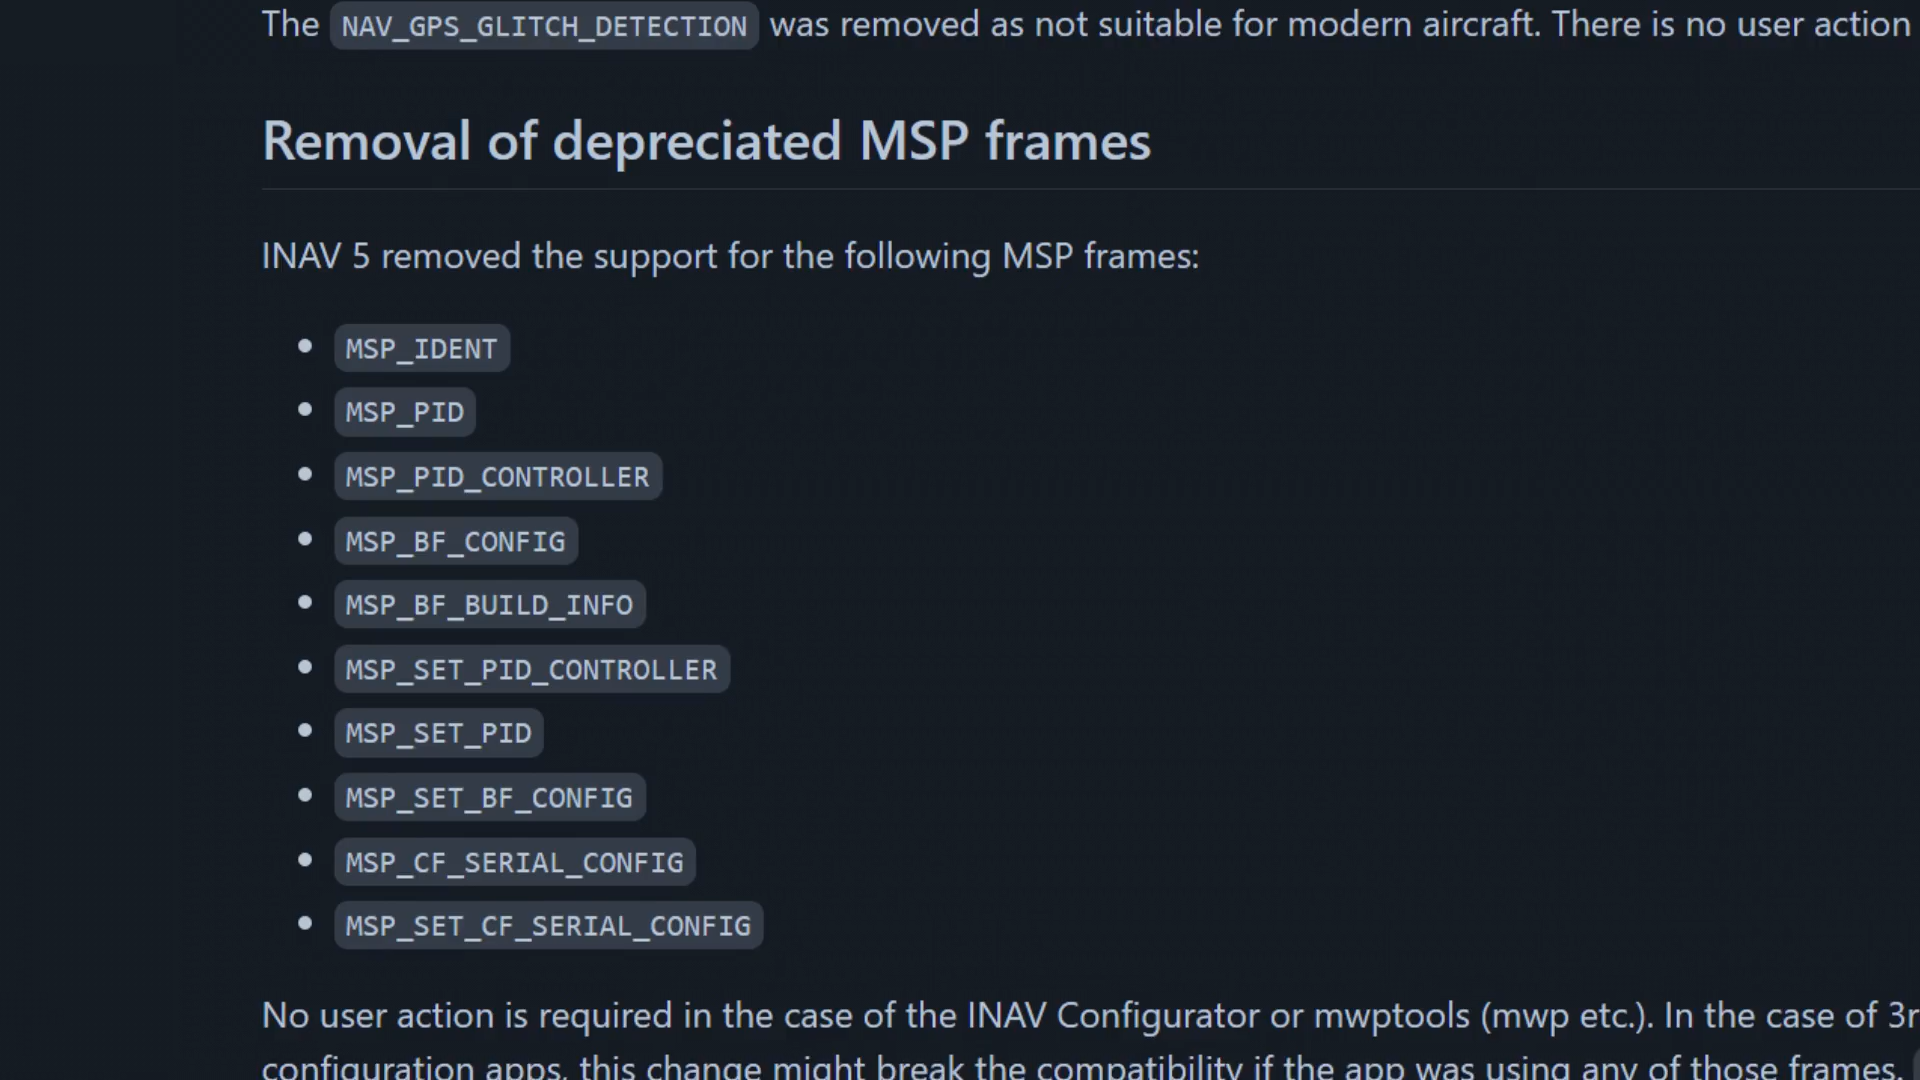 The NAV_GPS_GLITCH_DETECTION was removed as not suitable for modern aircraft. There is no user action
Removal of depreciated MSP frames
INAV 5 removed the support for the following MSP frames:
• MSP_IDENT
• MSP_PID
• MSP_PID_CONTROLLER
• MSP_BF_CONFIG
• MSP_BF_BUILD_INFO
• MSP_SET_PID_CONTROLLER
• MSP_SET_PID
• MSP_SET_BF_CONFIG
• MSP_CF_SERIAL_CONFIG
• MSP_SET_CF_SERIAL_CONFIG
No user action is required in the case of the INAV Configurator or mwptools (mwp etc.). In the case of 3r
configuration apps, this change might break the compatibility if the app was using any of those frames.